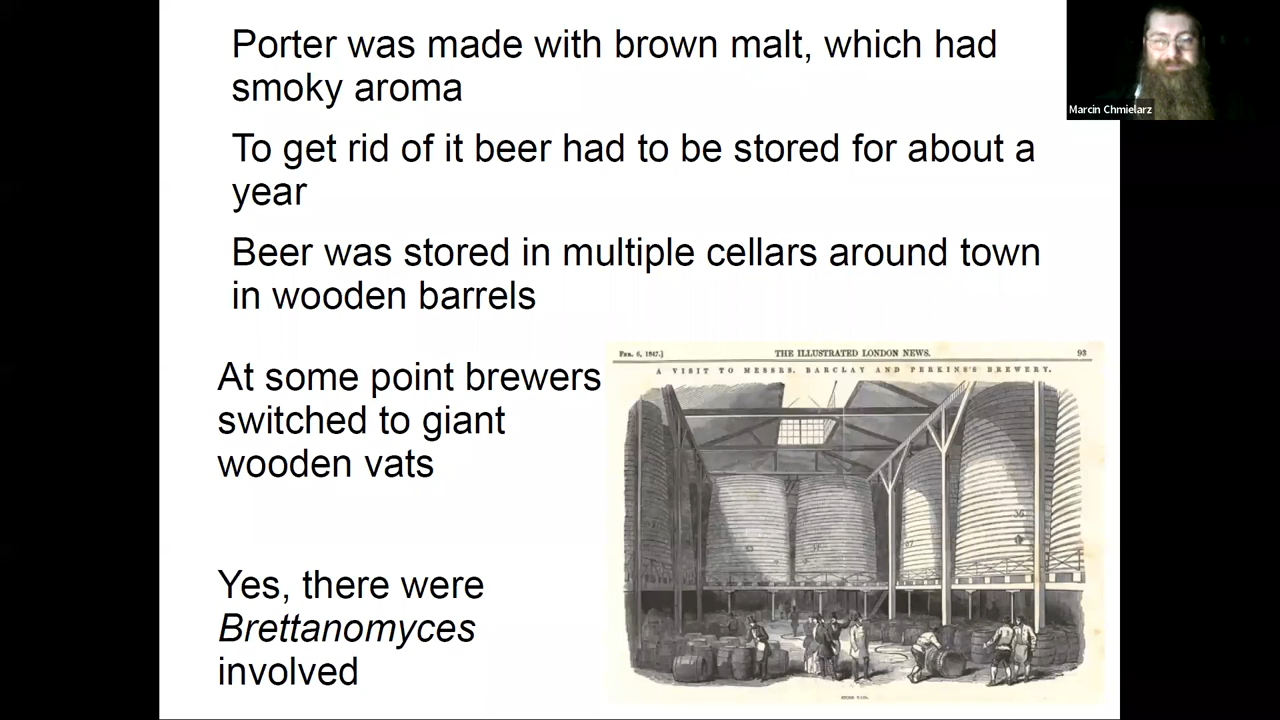 Porter was made with brown malt, which had
smoky aroma
Marcin Chmielarz
To get rid of it beer had to be stored for about a
year
Beer was stored in multiple cellars around town
in wooden barrels
At some point brewers
switched to giant
wooden vats
FEB. 6, 1847.] THE ILLUSTRATED LONDON NEWS. 93
A VISIT TO MESSRS. BARCLAY AND PERKINS'S BREWERY.
Yes, there were
Brettanomyces
involved